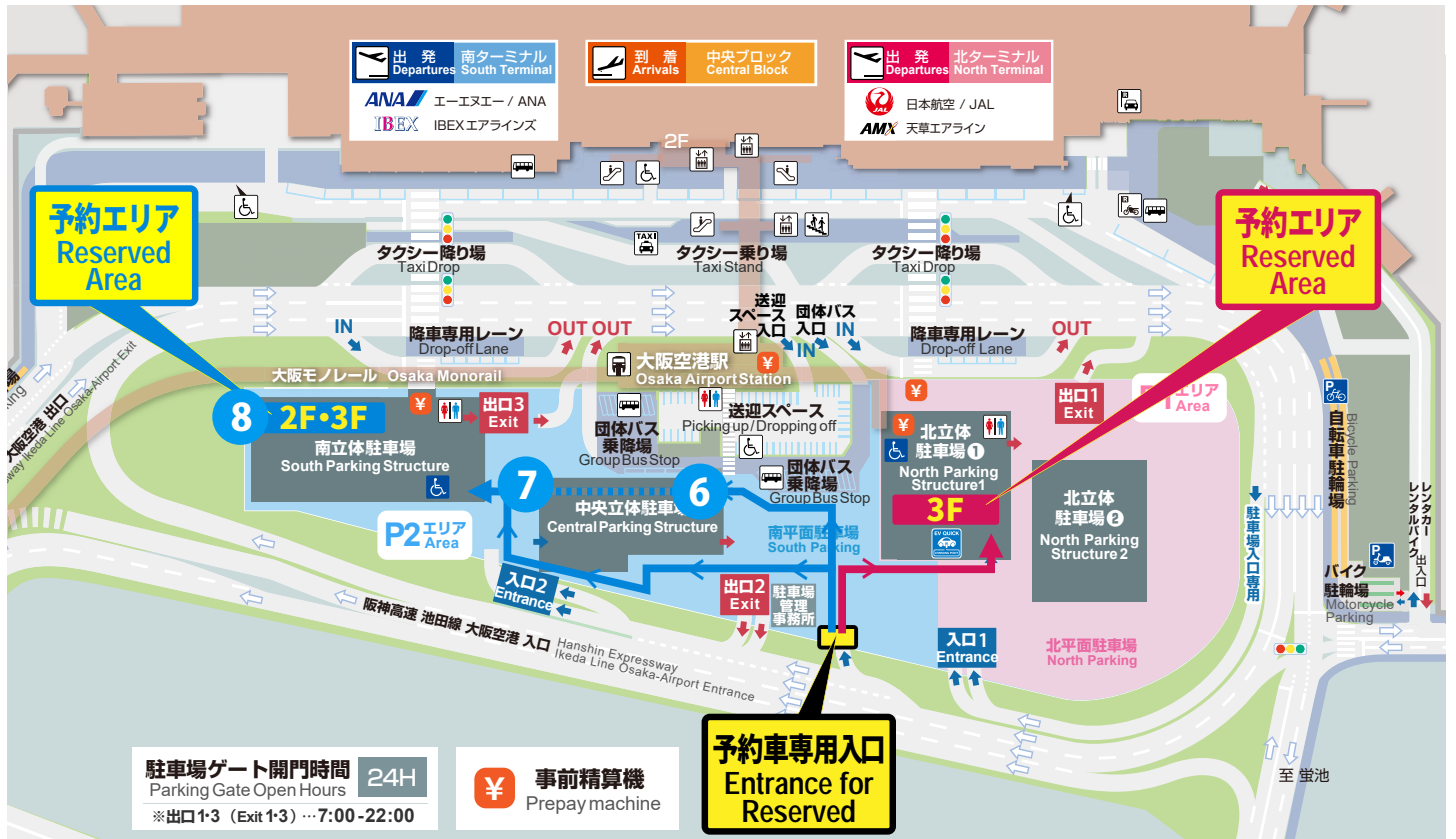 出 発
Departures
南ターミナル
South Terminal
ANA エーエヌエー / ANA
IBEX IBEXエアラインズ
到 着
Arrivals
中央ブロック
Central Block
出 発
Departures
北ターミナル
North Terminal
JAL 日本航空 / JAL
AMX 天草エアライン
2F
予約エリア
Reserved
Area
予約エリア
Reserved
Area
タクシー降り場
Taxi Drop
TAXI
タクシー乗り場
Taxi Stand
タクシー降り場
Taxi Drop
IN
降車専用レーン
Drop-off Lane
OUT
OUT
送迎
スペース
入口
IN
団体バス
入口
IN
降車専用レーン
Drop-off Lane
OUT
大阪モノレール Osaka Monorail
大阪空港駅
Osaka Airport Station
¥
¥
¥
¥
8
2F・3F
南立体駐車場
South Parking Structure
出口3
Exit
団体バス
乗降場
Group Bus Stop
送迎スペース
Picking up/Dropping off
団体バス
乗降場
Group Bus Stop
北立体
駐車場❶
North Parking
Structure1
3F
EV QUICK
出口1
Exit
エリア
Area
北立体
駐車場❷
North Parking
Structure 2
7
6
中央立体駐車場
Central Parking Structure
P2 エリア
Area
南平面駐車場
South Parking
入口2
Entrance
出口2
Exit
駐車場
管理
事務所
入口1
Entrance
北平面駐車場
North Parking
大阪空港 出口
way Ikeda Line Osaka-Airport Exit
阪神高速 池田線 大阪空港 入口
Hanshin Expressway
Ikeda Line Osaka-Airport Entrance
駐車場入口専用
P
自転車駐輪場
Bicycle Parking
レンタカー
レンタルバイク
出入口
P
バイク
駐輪場
Motorcycle
Parking
至 蛍池
予約車専用入口
Entrance for
Reserved
駐車場ゲート開門時間
Parking Gate Open Hours
24H
※出口1・3 (Exit 1・3) …7:00-22:00
¥
事前精算機
Prepay machine